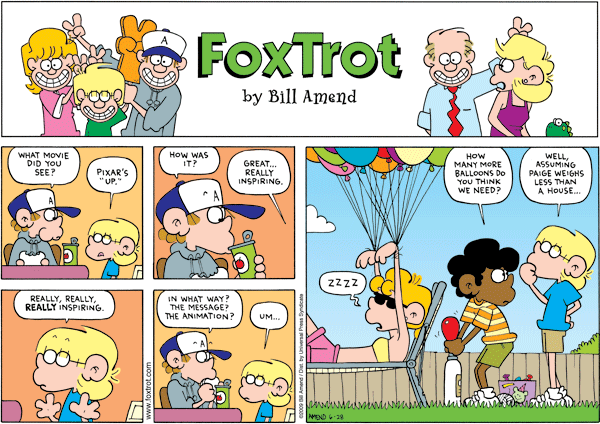 FoxTrot
by Bill Amend
A
WHAT MOVIE
DID YOU
SEE?
PIXAR'S
"UP."
A
HOW WAS
IT?
GREAT...
REALLY
INSPIRING.
A
REALLY, REALLY,
REALLY INSPIRING.
IN WHAT WAY?
THE MESSAGE?
THE ANIMATION?
UM...
A
www.foxtrot.com
©2009 Bill Amend / Dist. by Universal Press Syndicate
ZZZZ
HOW
MANY MORE
BALLOONS DO
YOU THINK
WE NEED?
WELL,
ASSUMING
PAIGE WEIGHS
LESS THAN
A HOUSE...
AMEND 6-28